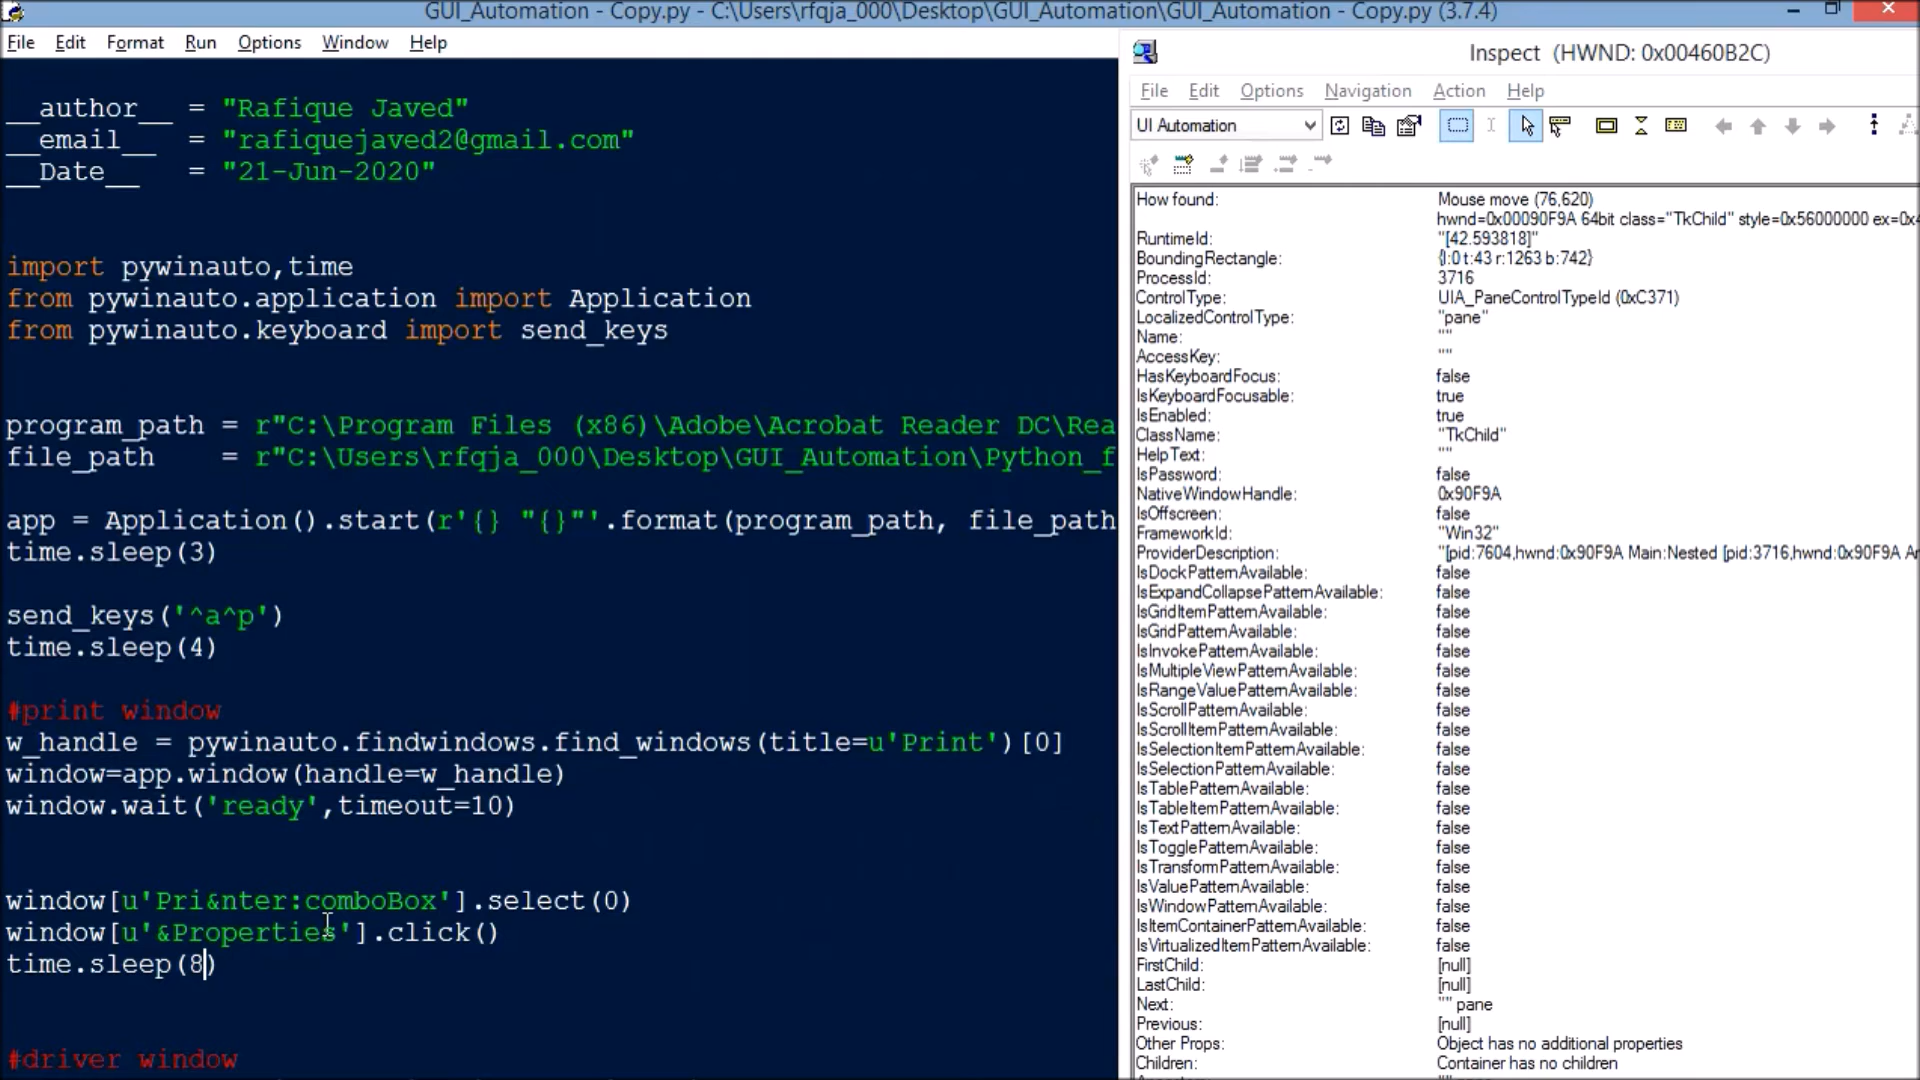 GUI_Automation - Copy.py - C:\Users\rfqja_000\Desktop\GUI_Automation\GUI_Automation - Copy.py (3.7.4)
File Edit Format Run Options Window Help
__author__ = "Rafique Javed"
__email__ = "rafiquejaved2@gmail.com"
__Date__ = "21-Jun-2020"
import pywinauto,time
from pywinauto.application import Application
from pywinauto.keyboard import send_keys
program_path = r"C:\Program Files (x86)\Adobe\Acrobat Reader DC\Rea
file_path = r"C:\Users\rfqja_000\Desktop\GUI_Automation\Python_f
app = Application().start(r'{} "{}"'.format(program_path, file_path
time.sleep(3)
send_keys('^a^p')
time.sleep(4)
#print window
w_handle = pywinauto.findwindows.find_windows(title=u'Print')[0]
window=app.window(handle=w_handle)
window.wait('ready',timeout=10)
window[u'Pri&nter:comboBox'].select(0)
window[u'&Properties'].click()
time.sleep(8)
#driver window
Inspect (HWND: 0x00460B2C)
File Edit Options Navigation Action Help
UI Automation
How found: Mouse move (76,620)
hwnd=0x00090F9A 64bit class="TkChild" style=0x56000000 ex=0x4
RuntimeId: "[42.593818]"
BoundingRectangle: {l:0 t:43 r:1263 b:742}
ProcessId: 3716
ControlType: UIA_PaneControlTypeId (0xC371)
LocalizedControlType: "pane"
Name: ""
AccessKey: ""
HasKeyboardFocus: false
IsKeyboardFocusable: true
IsEnabled: true
ClassName: "TkChild"
HelpText: ""
IsPassword: false
NativeWindowHandle: 0x90F9A
IsOffscreen: false
FrameworkId: "Win32"
ProviderDescription: "[pid:7604,hwnd:0x90F9A Main:Nested [pid:3716,hwnd:0x90F9A An
IsDockPatternAvailable: false
IsExpandCollapsePatternAvailable: false
IsGridItemPatternAvailable: false
IsGridPatternAvailable: false
IsInvokePatternAvailable: false
IsMultipleViewPatternAvailable: false
IsRangeValuePatternAvailable: false
IsScrollPatternAvailable: false
IsScrollItemPatternAvailable: false
IsSelectionItemPatternAvailable: false
IsSelectionPatternAvailable: false
IsTablePatternAvailable: false
IsTableItemPatternAvailable: false
IsTextPatternAvailable: false
IsTogglePatternAvailable: false
IsTransformPatternAvailable: false
IsValuePatternAvailable: false
IsWindowPatternAvailable: false
IsItemContainerPatternAvailable: false
IsVirtualizedItemPatternAvailable: false
FirstChild: [null]
LastChild: [null]
Next: "" pane
Previous: [null]
Other Props: Object has no additional properties
Children: Container has no children